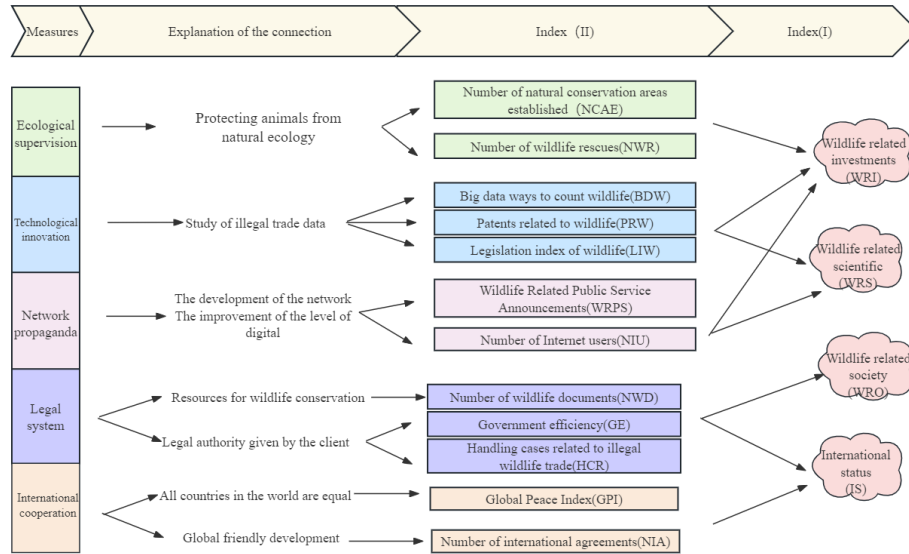 Measures
Explanation of the connection
Index（II）
Index(I)
Ecological
supervision
Protecting animals from
natural ecology
Number of natural conservation areas
established（NCAE)
Number of wildlife rescues(NWR)
Wildlife related
investments
(WRI)
Technological
innovation
Study of illegal trade data
Big data ways to count wildlife(BDW)
Patents related to wildlife(PRW)
Legislation index of wildlife(LIW)
Wildlife related
scientific
(WRS)
Network
propaganda
The development of the network
The improvement of the level of
digital
Wildlife Related Public Service
Announcements(WRPS)
Number of Internet users(NIU)
Wildlife related
society
(WRO)
Legal
system
Resources for wildlife conservation
Legal authority given by the client
Number of wildlife documents(NWD)
Government efficiency(GE)
Handling cases related to illegal
wildlife trade(HCR)
International
status
(IS)
International
cooperation
All countries in the world are equal
Global friendly development
Global Peace Index(GPI)
Number of international agreements(NIA)